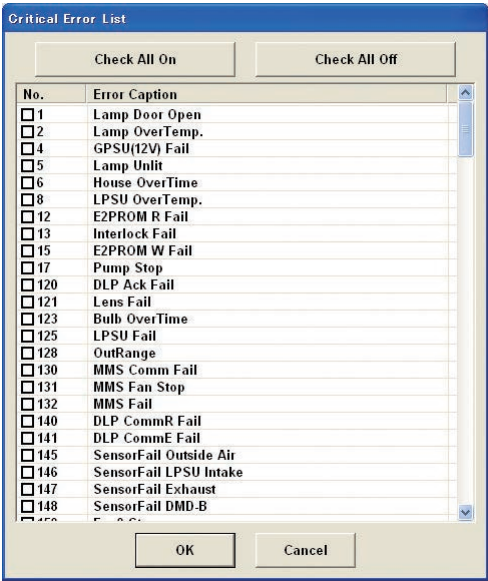 Critical Error List
Check All On Check All Off
No. Error Caption
1 Lamp Door Open
2 Lamp OverTemp.
4 GPSU(12V) Fail
5 Lamp Unlit
6 House OverTime
8 LPSU OverTemp.
12 E2PROM R Fail
13 Interlock Fail
15 E2PROM W Fail
17 Pump Stop
120 DLP Ack Fail
121 Lens Fail
123 Bulb OverTime
125 LPSU Fail
128 OutRange
130 MMS Comm Fail
131 MMS Fan Stop
132 MMS Fail
140 DLP CommR Fail
141 DLP CommE Fail
145 SensorFail Outside Air
146 SensorFail LPSU Intake
147 SensorFail Exhaust
148 SensorFail DMD-B
OK Cancel